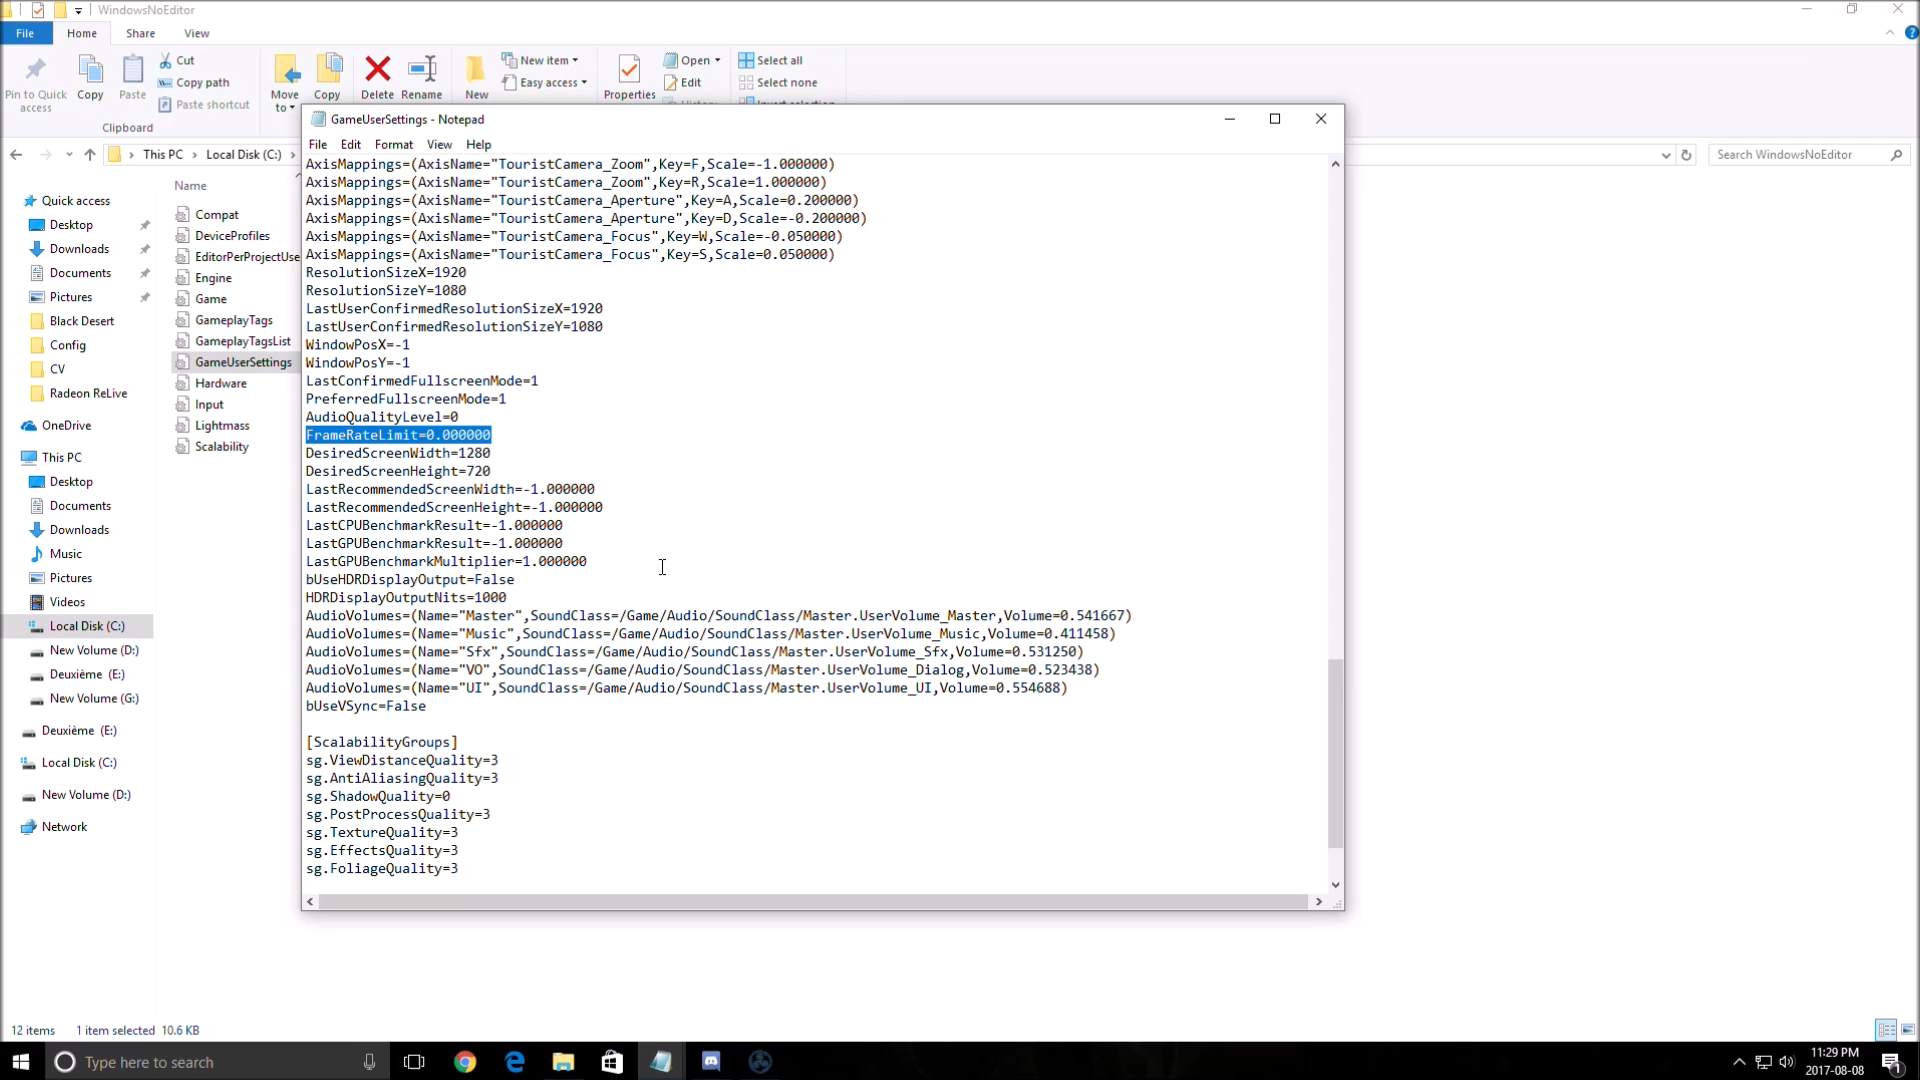 WindowsNoEditor
File
Home
Share
View
Pin to Quick access
Copy
Paste
Cut
Copy path
Paste shortcut
Clipboard
Move to
Copy
Delete
Rename
New
New item
Easy access
Properties
Open
Edit
Select all
Select none
This PC
Local Disk (C:)
Search WindowsNoEditor
Quick access
Desktop
Downloads
Documents
Pictures
Black Desert
Config
CV
Radeon ReLive
OneDrive
This PC
Desktop
Documents
Downloads
Music
Pictures
Videos
Local Disk (C:)
New Volume (D:)
Deuxième (E:)
New Volume (G:)
Deuxième (E:)
Local Disk (C:)
New Volume (D:)
Network
Name
Compat
DeviceProfiles
EditorPerProjectUse
Engine
Game
GameplayTags
GameplayTagsList
GameUserSettings
Hardware
Input
Lightmass
Scalability
GameUserSettings - Notepad
File Edit Format View Help
AxisMappings=(AxisName="TouristCamera_Zoom",Key=F,Scale=-1.000000)
AxisMappings=(AxisName="TouristCamera_Zoom",Key=R,Scale=1.000000)
AxisMappings=(AxisName="TouristCamera_Aperture",Key=A,Scale=0.200000)
AxisMappings=(AxisName="TouristCamera_Aperture",Key=D,Scale=-0.200000)
AxisMappings=(AxisName="TouristCamera_Focus",Key=W,Scale=-0.050000)
AxisMappings=(AxisName="TouristCamera_Focus",Key=S,Scale=0.050000)
ResolutionSizeX=1920
ResolutionSizeY=1080
LastUserConfirmedResolutionSizeX=1920
LastUserConfirmedResolutionSizeY=1080
WindowPosX=-1
WindowPosY=-1
LastConfirmedFullscreenMode=1
PreferredFullscreenMode=1
AudioQualityLevel=0
FrameRateLimit=0.000000
DesiredScreenWidth=1280
DesiredScreenHeight=720
LastRecommendedScreenWidth=-1.000000
LastRecommendedScreenHeight=-1.000000
LastCPUBenchmarkResult=-1.000000
LastGPUBenchmarkResult=-1.000000
LastGPUBenchmarkMultiplier=1.000000
bUseHDRDisplayOutput=False
HDRDisplayOutputNits=1000
AudioVolumes=(Name="Master",SoundClass=/Game/Audio/SoundClass/Master.UserVolume_Master,Volume=0.541667)
AudioVolumes=(Name="Music",SoundClass=/Game/Audio/SoundClass/Master.UserVolume_Music,Volume=0.411458)
AudioVolumes=(Name="Sfx",SoundClass=/Game/Audio/SoundClass/Master.UserVolume_Sfx,Volume=0.531250)
AudioVolumes=(Name="VO",SoundClass=/Game/Audio/SoundClass/Master.UserVolume_Dialog,Volume=0.523438)
AudioVolumes=(Name="UI",SoundClass=/Game/Audio/SoundClass/Master.UserVolume_UI,Volume=0.554688)
bUseVSync=False
[ScalabilityGroups]
sg.ViewDistanceQuality=3
sg.AntiAliasingQuality=3
sg.ShadowQuality=0
sg.PostProcessQuality=3
sg.TextureQuality=3
sg.EffectsQuality=3
sg.FoliageQuality=3
12 items
1 item selected 10.6 KB
Type here to search
11:29 PM
2017-08-08
1